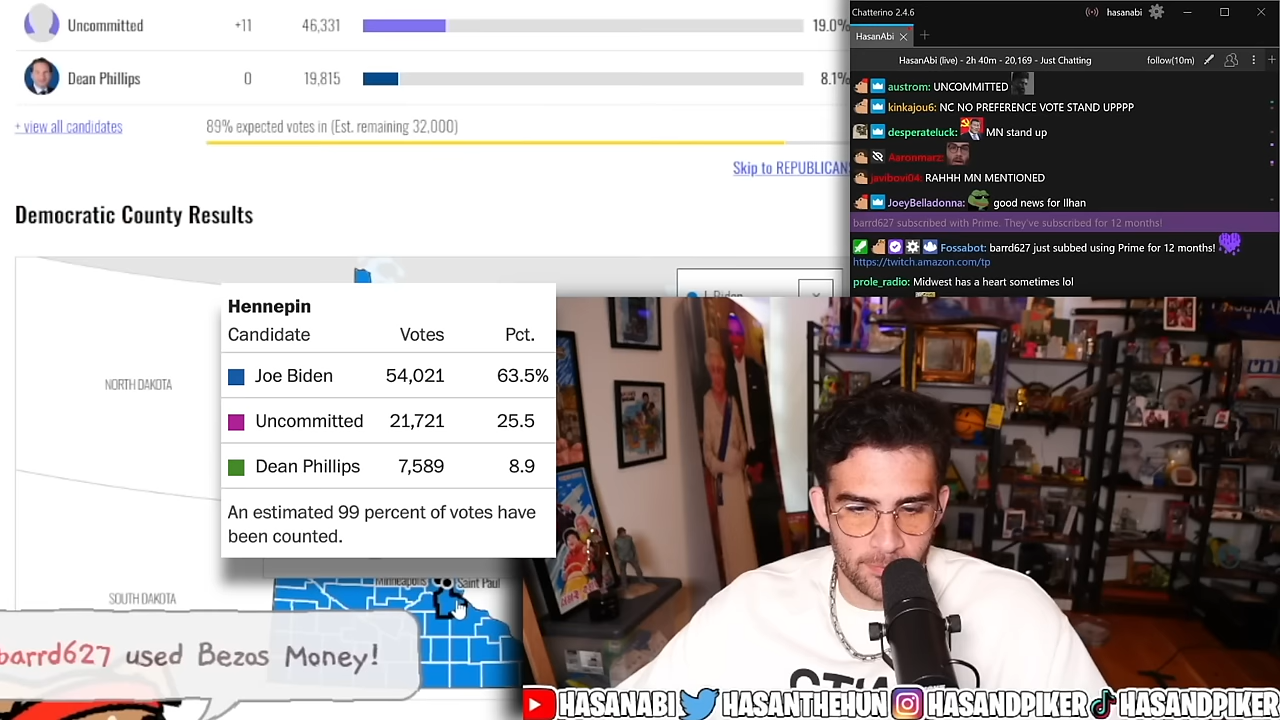 Uncommitted +11 46,331 19.0%
Dean Phillips 0 19,815 8.1%
+ view all candidates
89% expected votes in (Est. remaining 32,000)
Skip to REPUBLICANS
Democratic County Results
NORTH DAKOTA
SOUTH DAKOTA
Minneapolis
Saint Paul
Hennepin
Candidate Votes Pct.
Joe Biden 54,021 63.5%
Uncommitted 21,721 25.5
Dean Phillips 7,589 8.9
An estimated 99 percent of votes have
been counted.
barrd627 used Bezos Money!
Chatterino 2.4.6
hasanabi
HasanAbi
HasanAbi (live) - 2h 40m - 20,169 - Just Chatting
follow(10m)
austrom: UNCOMMITTED
kinkajou6: NC NO PREFERENCE VOTE STAND UPPPP
desperateluck: MN stand up
Aaronmarz:
javibovi04: RAHHH MN MENTIONED
JoeyBelladonna: good news for Ilhan
barrd627 subscribed with Prime. They've subscribed for 12 months!
Fossabot: barrd627 just subbed using Prime for 12 months!
https://twitch.amazon.com/tp
prole_radio: Midwest has a heart sometimes lol
HASANABI HASANTHEHUN HASANDPIKER HASANDPIKER